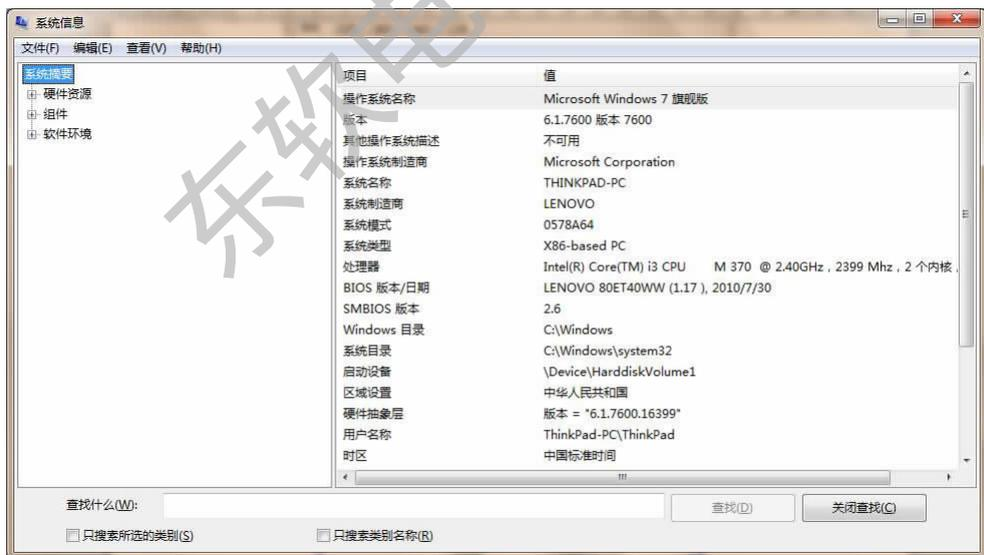 系统信息
文件(F) 编辑(E) 查看(V) 帮助(H)
系统摘要
硬件资源
组件
软件环境
项目 值
操作系统名称 Microsoft Windows 7 旗舰版
版本 6.1.7600 版本 7600
其他操作系统描述 不可用
操作系统制造商 Microsoft Corporation
系统名称 THINKPAD-PC
系统制造商 LENOVO
系统模式 0578A64
系统类型 X86-based PC
处理器 Intel(R) Core(TM) i3 CPU M 370 @ 2.40GHz，2399 Mhz，2 个内核，
BIOS 版本/日期 LENOVO 80ET40WW (1.17 ), 2010/7/30
SMBIOS 版本 2.6
Windows 目录 C:\Windows
系统目录 C:\Windows\system32
启动设备 \Device\HarddiskVolume1
区域设置 中华人民共和国
硬件抽象层 版本 = "6.1.7600.16399"
用户名称 ThinkPad-PC\ThinkPad
时区 中国标准时间
查找什么(W): 查找(D) 关闭查找(C)
只搜索所选的类别(S) 只搜索类别名称(R)
东软电